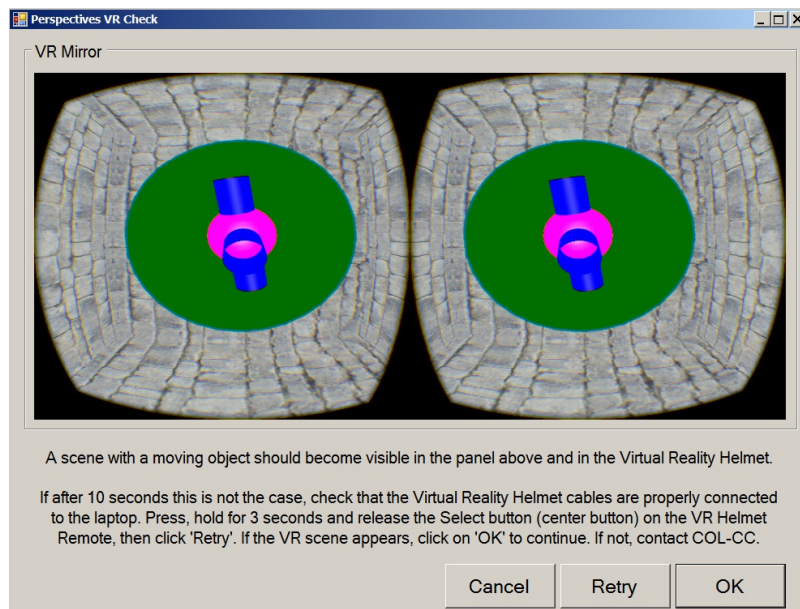 Perspectives VR Check
VR Mirror
A scene with a moving object should become visible in the panel above and in the Virtual Reality Helmet.
If after 10 seconds this is not the case, check that the Virtual Reality Helmet cables are properly connected
to the laptop. Press, hold for 3 seconds and release the Select button (center button) on the VR Helmet
Remote, then click 'Retry'. If the VR scene appears, click on 'OK' to continue. If not, contact COL-CC.
Cancel Retry OK